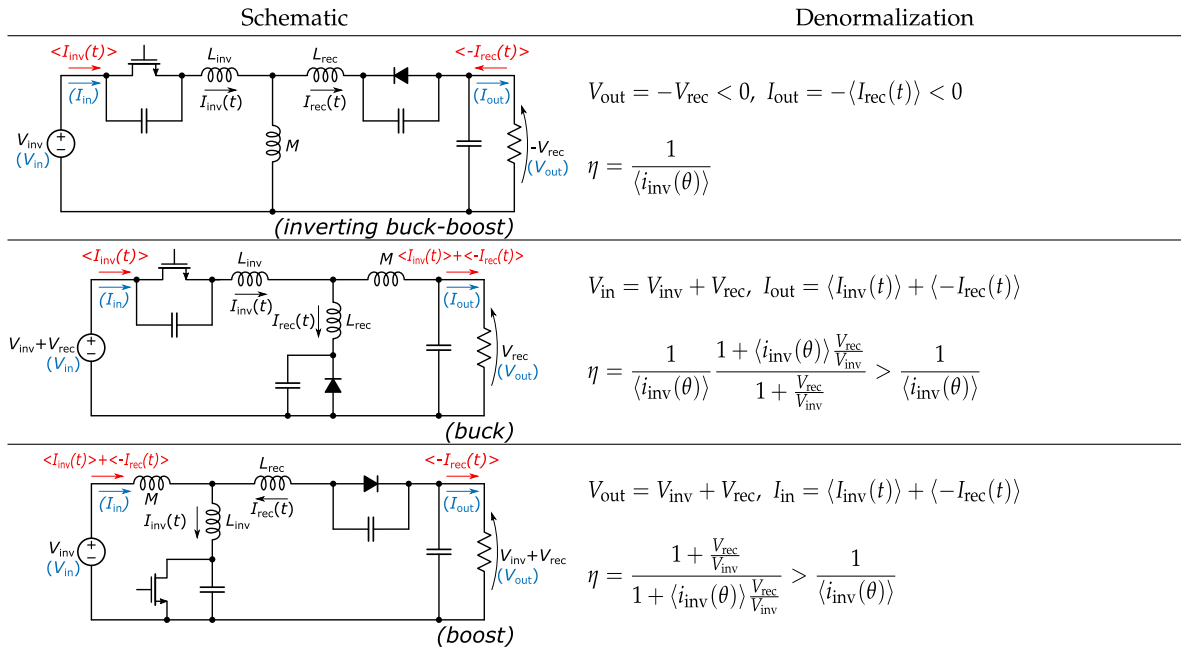 Schematic Denormalization
<I_inv(t)> L_inv L_rec <-I_rec(t)>
(I_in) I_inv(t) I_rec(t) (I_out)
V_inv + − M -V_rec
(V_in) (V_out)
(inverting buck-boost)
V_out = −V_rec < 0, I_out = −⟨I_rec(t)⟩ < 0
η = 1 / ⟨i_inv(θ)⟩
<I_inv(t)> L_inv M <I_inv(t)>+<-I_rec(t)>
(I_in) I_inv(t) (I_out)
I_rec(t) L_rec
V_inv+V_rec + − V_rec
(V_in) (V_out)
(buck)
V_in = V_inv + V_rec, I_out = ⟨I_inv(t)⟩ + ⟨−I_rec(t)⟩
η = 1 / ⟨i_inv(θ)⟩ (1 + ⟨i_inv(θ)⟩ V_rec / V_inv) / (1 + V_rec / V_inv) > 1 / ⟨i_inv(θ)⟩
<I_inv(t)>+<-I_rec(t)> L_rec <-I_rec(t)>
(I_in) M I_rec(t) (I_out)
I_inv(t) L_inv
V_inv + − V_inv+V_rec
(V_in) (V_out)
(boost)
V_out = V_inv + V_rec, I_in = ⟨I_inv(t)⟩ + ⟨−I_rec(t)⟩
η = (1 + V_rec / V_inv) / (1 + ⟨i_inv(θ)⟩ V_rec / V_inv) > 1 / ⟨i_inv(θ)⟩